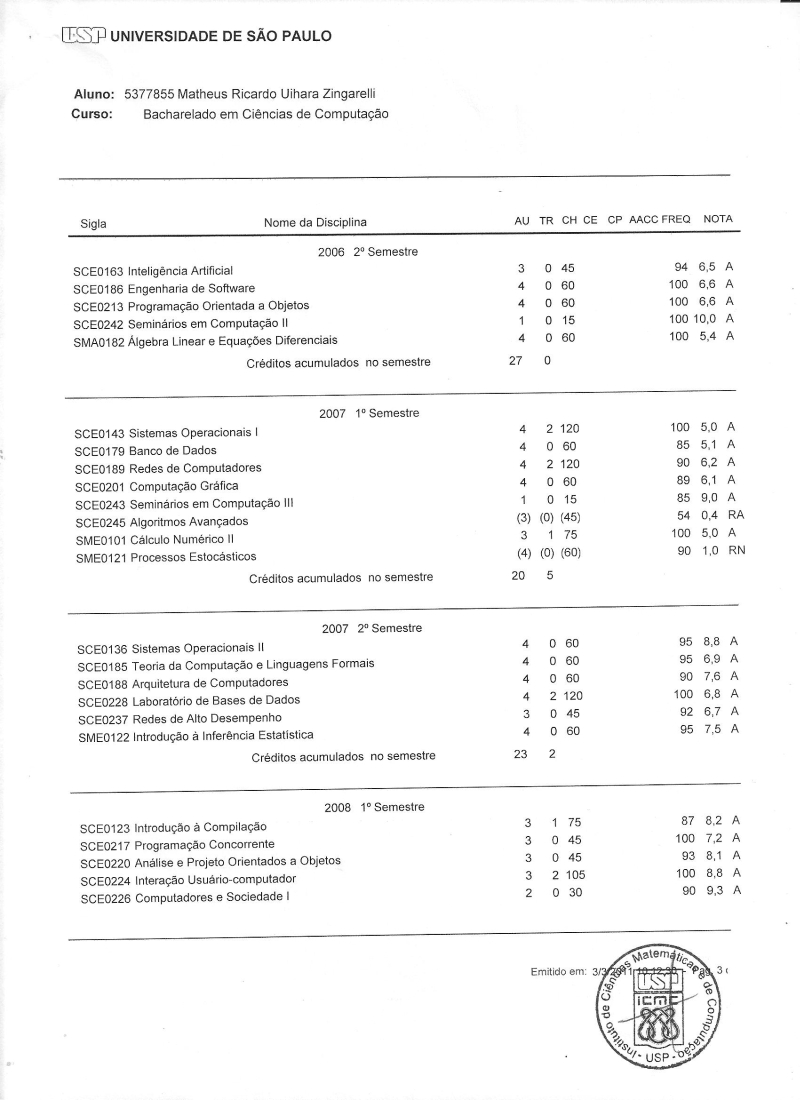 USP UNIVERSIDADE DE SÃO PAULO
Aluno: 5377855 Matheus Ricardo Uihara Zingarelli
Curso: Bacharelado em Ciências de Computação
Sigla Nome da Disciplina AU TR CH CE CP AACC FREQ NOTA
2006 2º Semestre
SCE0163 Inteligência Artificial 3 0 45 94 6,5 A
SCE0186 Engenharia de Software 4 0 60 100 6,6 A
SCE0213 Programação Orientada a Objetos 4 0 60 100 6,6 A
SCE0242 Seminários em Computação II 1 0 15 100 10,0 A
SMA0182 Álgebra Linear e Equações Diferenciais 4 0 60 100 5,4 A
Créditos acumulados no semestre 27 0
2007 1º Semestre
SCE0143 Sistemas Operacionais I 4 2 120 100 5,0 A
SCE0179 Banco de Dados 4 0 60 85 5,1 A
SCE0189 Redes de Computadores 4 2 120 90 6,2 A
SCE0201 Computação Gráfica 4 0 60 89 6,1 A
SCE0243 Seminários em Computação III 1 0 15 85 9,0 A
SCE0245 Algoritmos Avançados (3) (0) (45) 54 0,4 RA
SME0101 Cálculo Numérico II 3 1 75 100 5,0 A
SME0121 Processos Estocásticos (4) (0) (60) 90 1,0 RN
Créditos acumulados no semestre 20 5
2007 2º Semestre
SCE0136 Sistemas Operacionais II 4 0 60 95 8,8 A
SCE0185 Teoria da Computação e Linguagens Formais 4 0 60 95 6,9 A
SCE0188 Arquitetura de Computadores 4 0 60 90 7,6 A
SCE0228 Laboratório de Bases de Dados 4 2 120 100 6,8 A
SCE0237 Redes de Alto Desempenho 3 0 45 92 6,7 A
SME0122 Introdução à Inferência Estatística 4 0 60 95 7,5 A
Créditos acumulados no semestre 23 2
2008 1º Semestre
SCE0123 Introdução à Compilação 3 1 75 87 8,2 A
SCE0217 Programação Concorrente 3 0 45 100 7,2 A
SCE0220 Análise e Projeto Orientados a Objetos 3 0 45 93 8,1 A
SCE0224 Interação Usuário-computador 3 2 105 100 8,8 A
SCE0226 Computadores e Sociedade I 2 0 30 90 9,3 A
Emitido em: 3/3/2011
Instituto de Ciências Matemáticas e de Computação - USP -
USP
ICMC